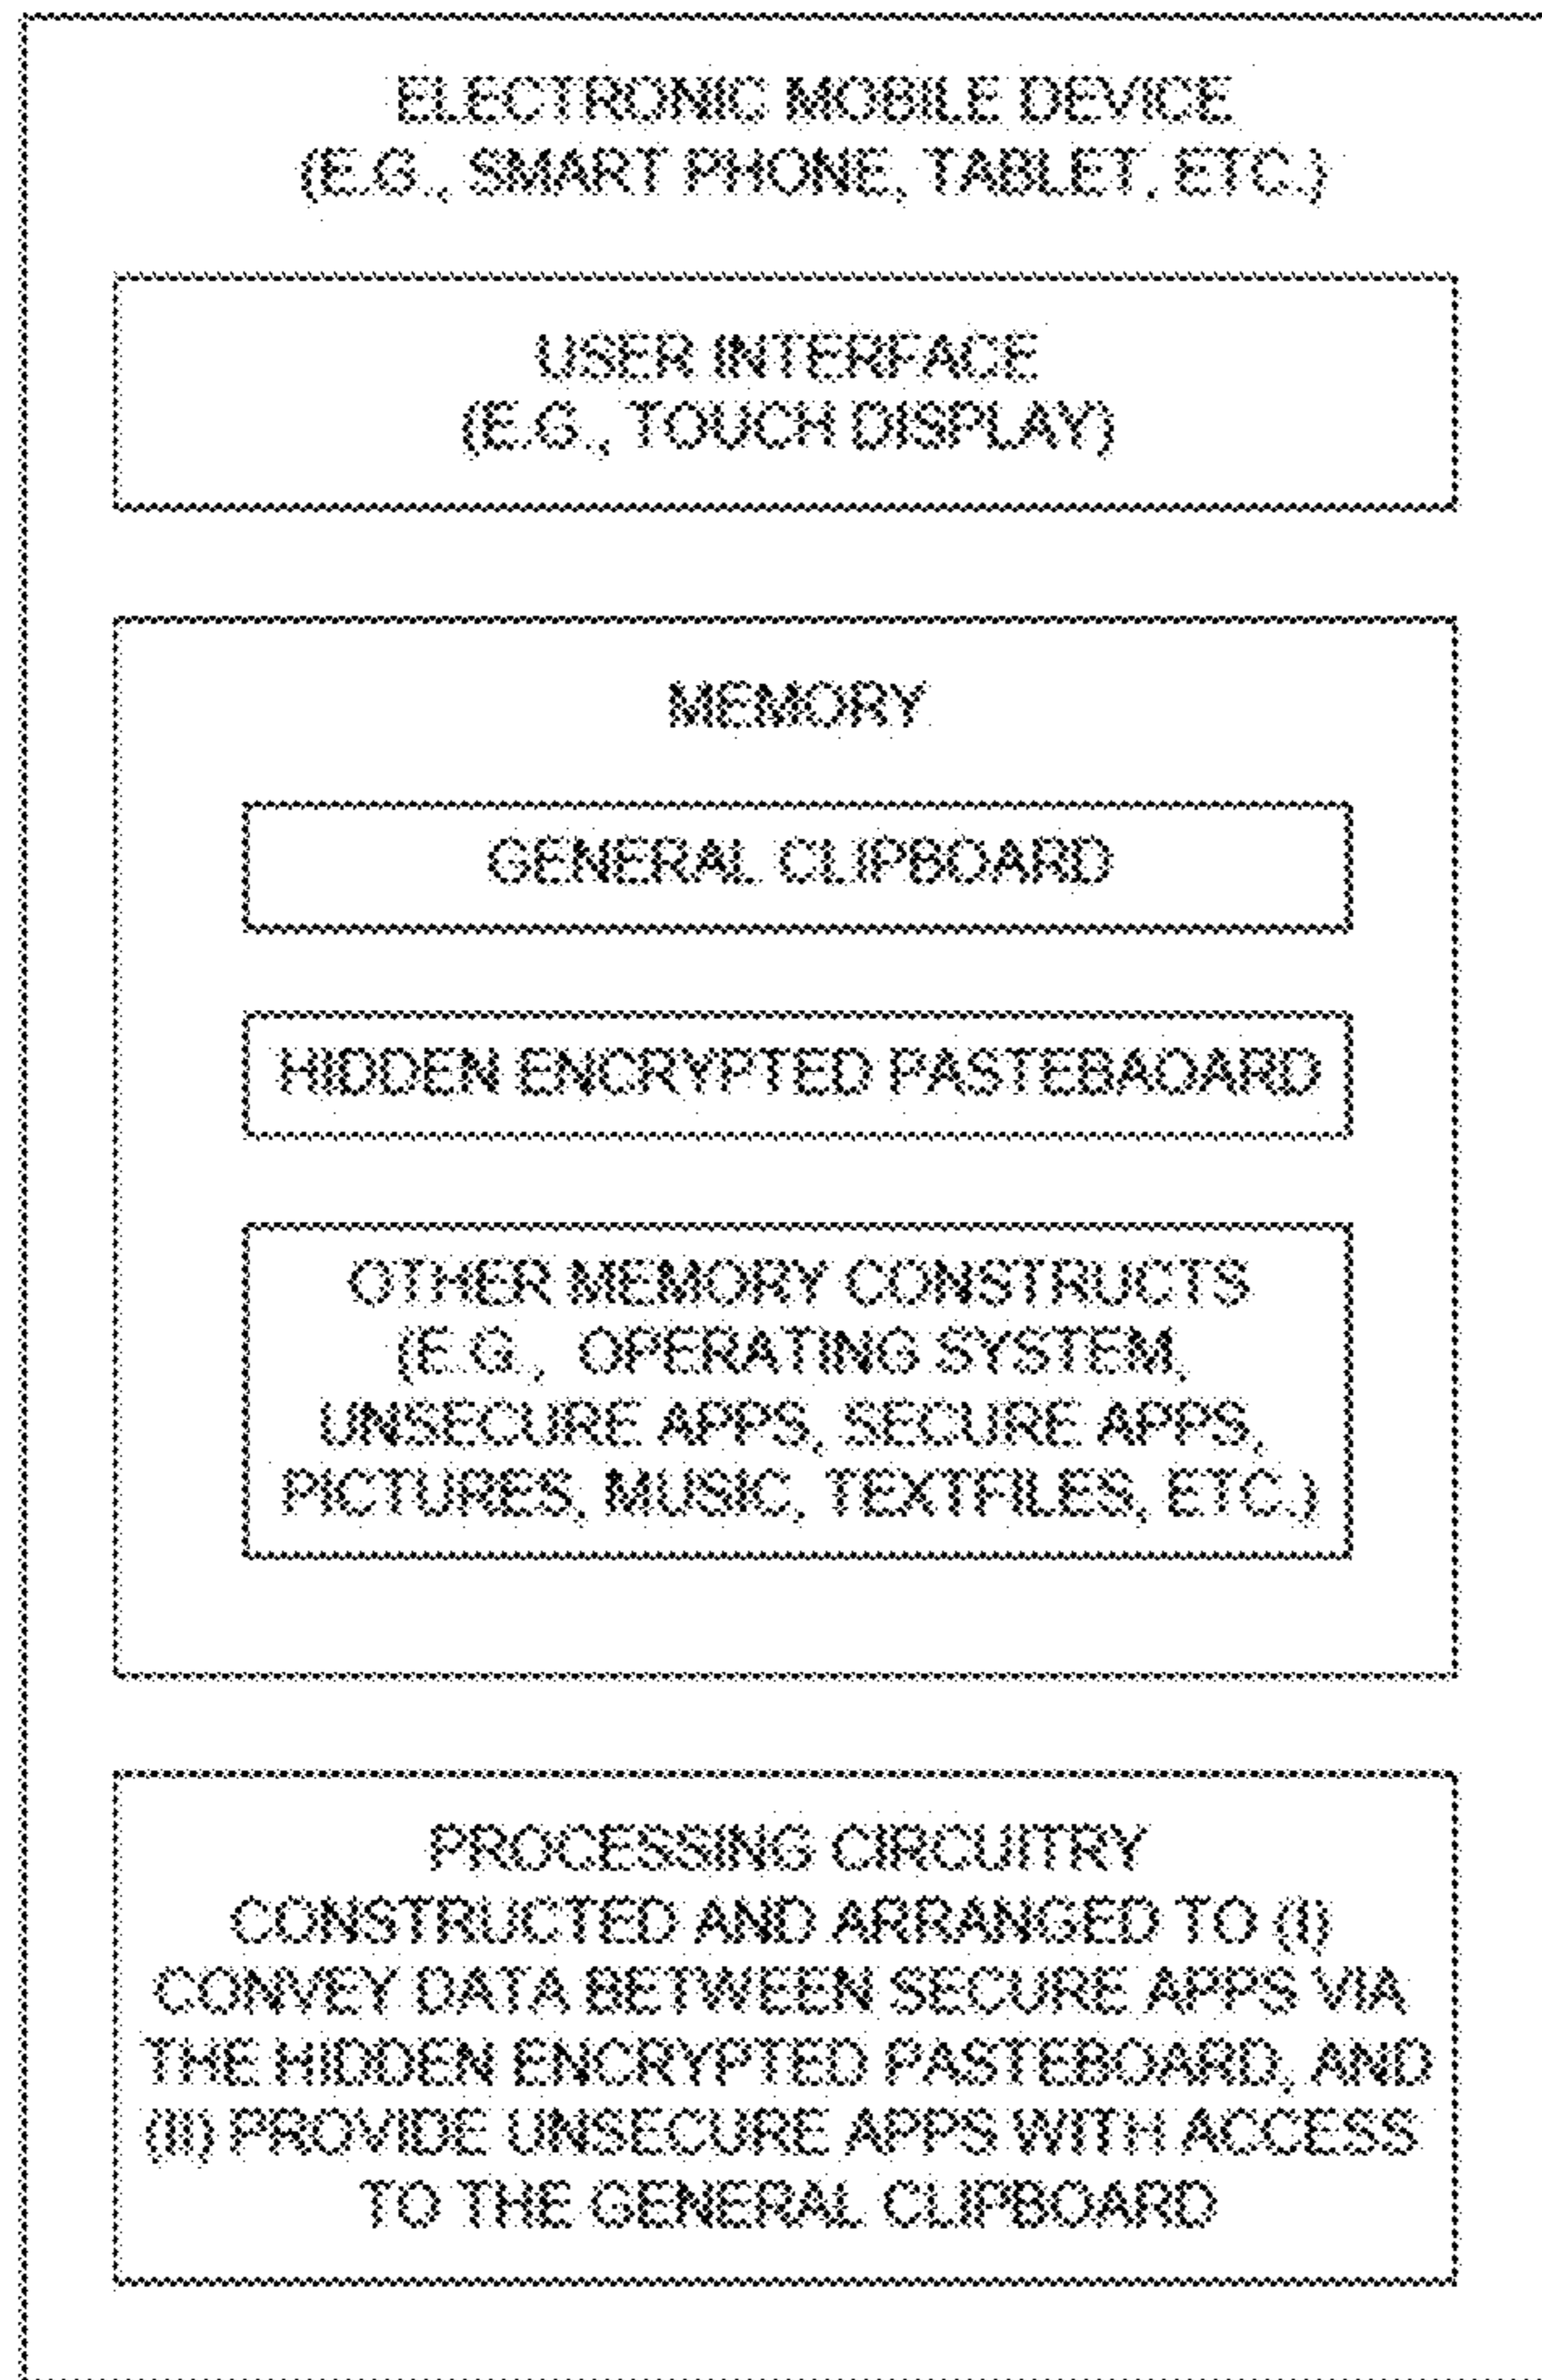 ELECTRONIC MOBILE DEVICE
(E.G., SMART PHONE, TABLET, ETC.)
USER INTERFACE
(E.G., TOUCH DISPLAY)
MEMORY
GENERAL CLIPBOARD
HIDDEN ENCRYPTED PASTEBAOARD
OTHER MEMORY CONSTRUCTS
(E.G., OPERATING SYSTEM,
UNSECURE APPS, SECURE APPS,
PICTURES, MUSIC, TEXTFILES, ETC.)
PROCESSING CIRCUITRY
CONSTRUCTED AND ARRANGED TO (I)
CONVEY DATA BETWEEN SECURE APPS VIA
THE HIDDEN ENCRYPTED PASTEBOARD, AND
(II) PROVIDE UNSECURE APPS WITH ACCESS
TO THE GENERAL CLIPBOARD